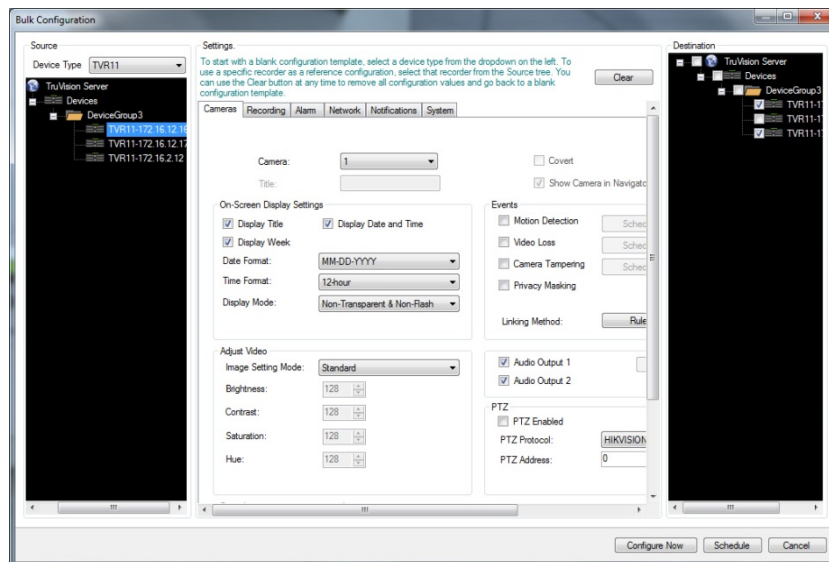 Bulk Configuration
Source
Device Type TVR11
TruVision Server
Devices
DeviceGroup3
TVR11-172.16.12.16
TVR11-172.16.12.17
TVR11-172.16.2.12
Settings.
To start with a blank configuration template, select a device type from the dropdown on the left. To
use a specific recorder as a reference configuration, select that recorder from the Source tree. You
can use the Clear button at any time to remove all configuration values and go back to a blank
configuration template.
Clear
Cameras Recording Alarm Network Notifications System
Camera: 1
Title:
Covert
Show Camera in Navigato
On-Screen Display Settings
Display Title Display Date and Time
Display Week
Date Format: MM-DD-YYYY
Time Format: 12-hour
Display Mode: Non-Transparent & Non-Flash
Events
Motion Detection Sched
Video Loss Sched
Camera Tampering Sched
Privacy Masking
Linking Method: Rule
Adjust Video
Image Setting Mode: Standard
Brightness: 128
Contrast: 128
Saturation: 128
Hue: 128
Audio Output 1
Audio Output 2
PTZ
PTZ Enabled
PTZ Protocol: HIKVISION
PTZ Address: 0
Destination
TruVision Server
Devices
DeviceGroup3
TVR11-1
TVR11-1
TVR11-1
Configure Now Schedule Cancel